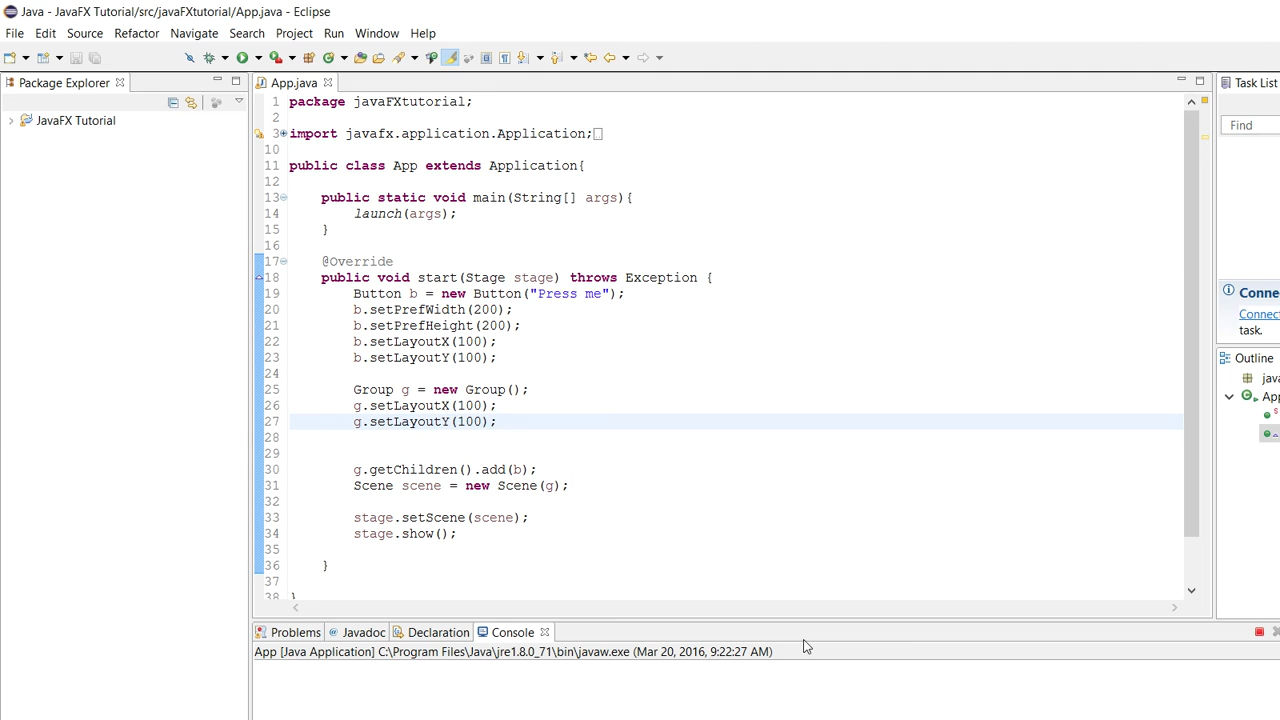 Java - JavaFX Tutorial/src/javaFXtutorial/App.java - Eclipse
File Edit Source Refactor Navigate Search Project Run Window Help
Package Explorer
App.java
Task List
JavaFX Tutorial
Find
1 package javaFXtutorial;
2
3 import javafx.application.Application;
10
11 public class App extends Application{
12
13 public static void main(String[] args){
14 launch(args);
15 }
16
17 @Override
18 public void start(Stage stage) throws Exception {
19 Button b = new Button("Press me");
20 b.setPrefWidth(200);
21 b.setPrefHeight(200);
22 b.setLayoutX(100);
23 b.setLayoutY(100);
24
25 Group g = new Group();
26 g.setLayoutX(100);
27 g.setLayoutY(100);
28
29
30 g.getChildren().add(b);
31 Scene scene = new Scene(g);
32
33 stage.setScene(scene);
34 stage.show();
35
36 }
37
38 }
Conne
Connect
task.
Outline
java
App
Problems Javadoc Declaration Console
App [Java Application] C:\Program Files\Java\jre1.8.0_71\bin\javaw.exe (Mar 20, 2016, 9:22:27 AM)